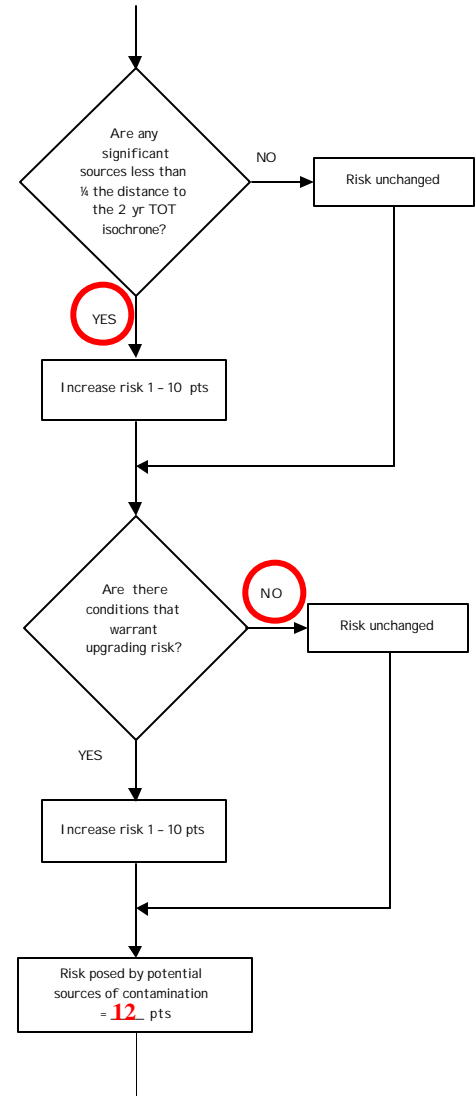 Are any
significant
sources less than
¼ the distance to
the 2 yr TOT
isochrone?
NO
Risk unchanged
YES
Increase risk 1 – 10 pts
Are there
conditions that
warrant
upgrading risk?
NO
Risk unchanged
YES
Increase risk 1 – 10 pts
Risk posed by potential
sources of contamination
= 12 pts